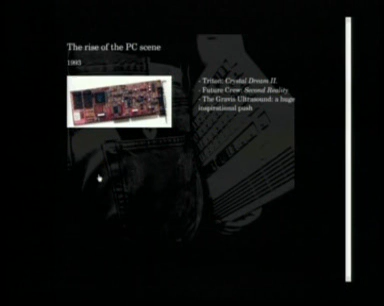 The rise of the PC scene
1993
- Triton: Crystal Dream II.
- Future Crew: Second Reality
- The Gravis Ultrasound: a huge
inspirational push